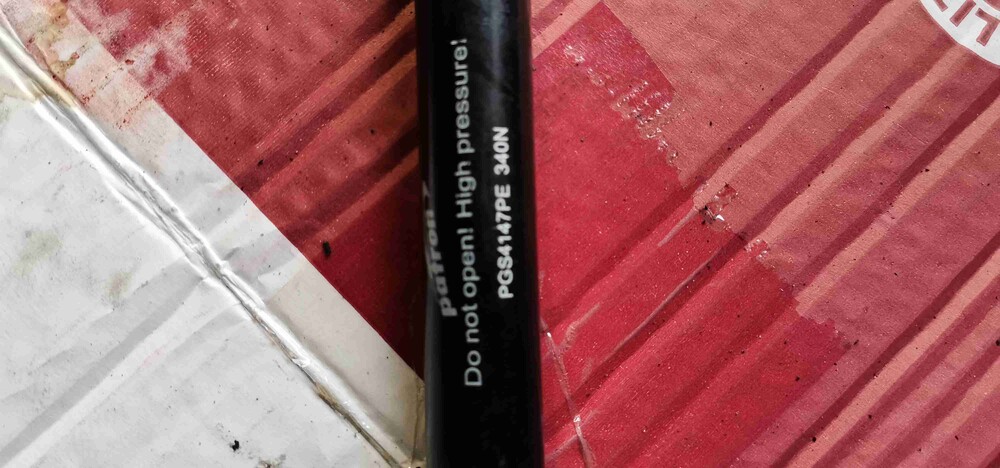 patron
Do not open! High pressure!
PGS4147PE 340N